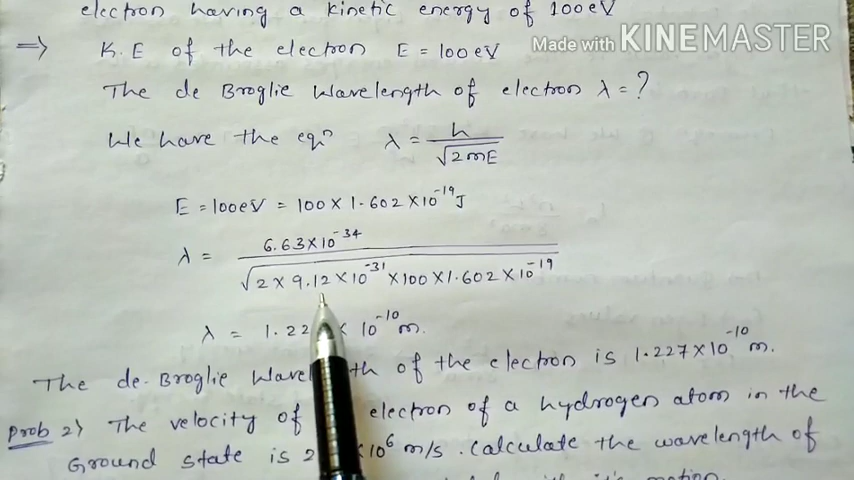 electron having a kinetic energy of 100eV
Made with KINEMASTER
⇒ K.E of the electron E = 100eV
The de Broglie wavelength of electron λ = ?
We have the eqn λ = h / √2mE
E = 100eV = 100 × 1.602 × 10^-19 J
λ = 6.63 × 10^-34 / √2 × 9.12 × 10^-31 × 100 × 1.602 × 10^-19
λ = 1.22 × 10^-10 m.
The de-Broglie of the electron is 1.227 × 10^-10 m.
Prob 2) The velocity of electron of a hydrogen atom in the
Ground state is 2 × 10^6 m/s. Calculate the wavelength of
motion.